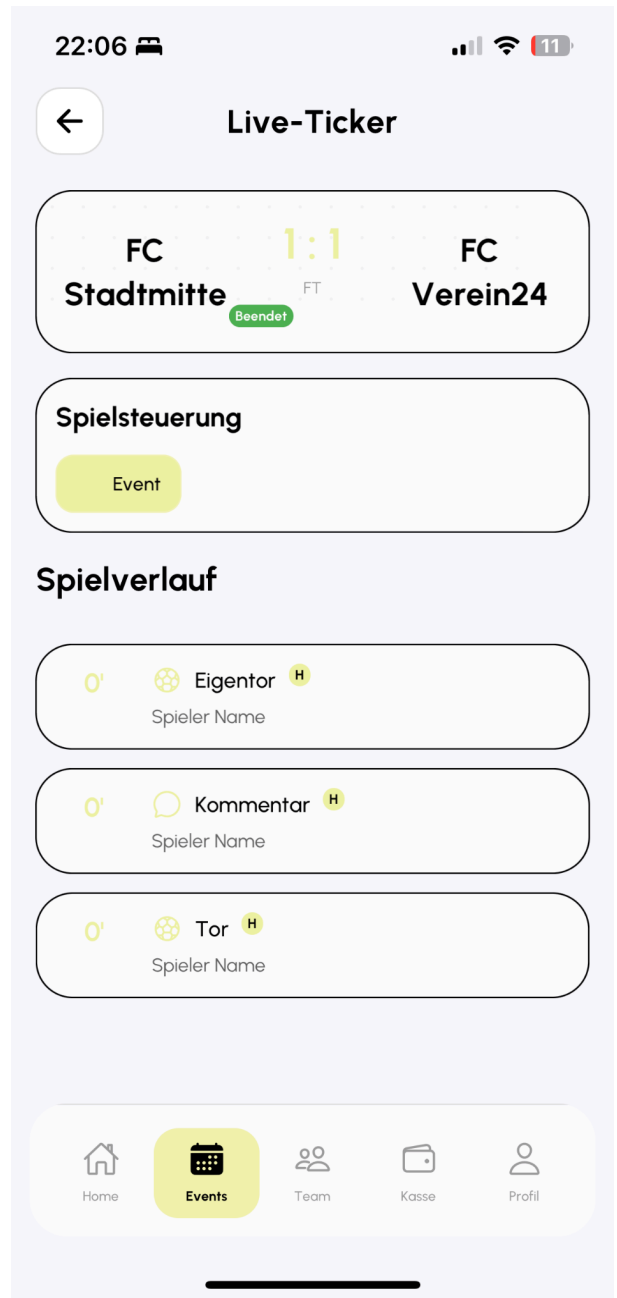 22:06
11
Live-Ticker
FC
Stadtmitte
1 : 1
FT
Beendet
FC
Verein24
Spielsteuerung
Event
Spielverlauf
0' Eigentor H
Spieler Name
0' Kommentar H
Spieler Name
0' Tor H
Spieler Name
Home Events Team Kasse Profil